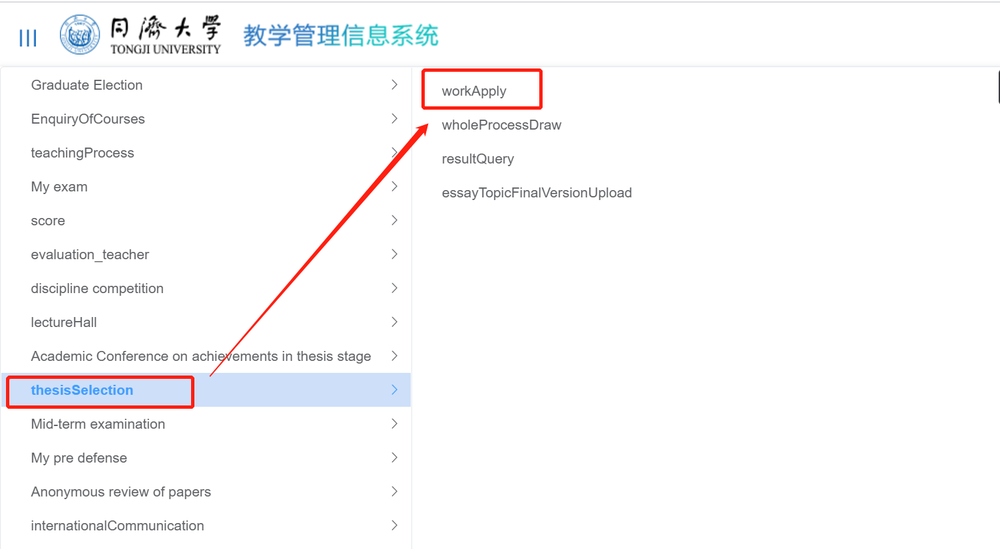 同濟大学
TONGJI UNIVERSITY
教学管理信息系统
Graduate Election
EnquiryOfCourses
teachingProcess
My exam
score
evaluation_teacher
discipline competition
lectureHall
Academic Conference on achievements in thesis stage
thesisSelection
Mid-term examination
My pre defense
Anonymous review of papers
internationalCommunication
workApply
wholeProcessDraw
resultQuery
essayTopicFinalVersionUpload